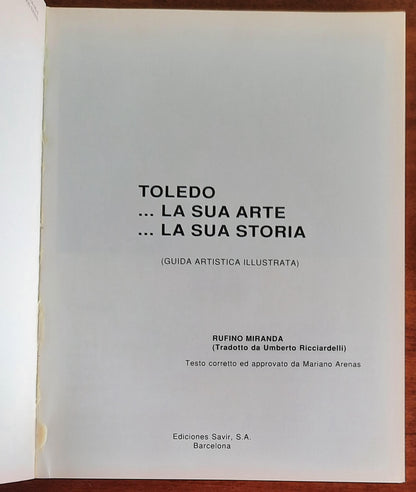 TOLEDO
... LA SUA ARTE
... LA SUA STORIA
(GUIDA ARTISTICA ILLUSTRATA)
RUFINO MIRANDA
(Tradotto da Umberto Ricciardelli)
Testo corretto ed approvato da Mariano Arenas
Ediciones Savir, S.A.
Barcelona